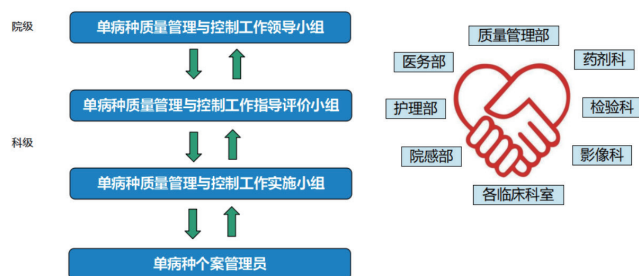 院级
单病种质量管理与控制工作领导小组
单病种质量管理与控制工作指导评价小组
科级
单病种质量管理与控制工作实施小组
单病种个案管理员
质量管理部
医务部
药剂科
护理部
检验科
院感部
影像科
各临床科室